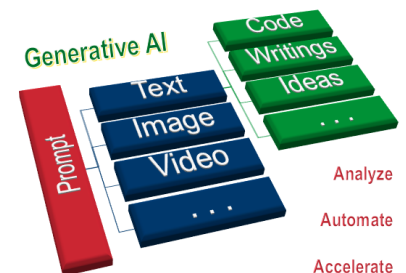 Generative AI
Prompt
Text
Image
Video
...
Code
Writings
Ideas
...
Analyze
Automate
Accelerate